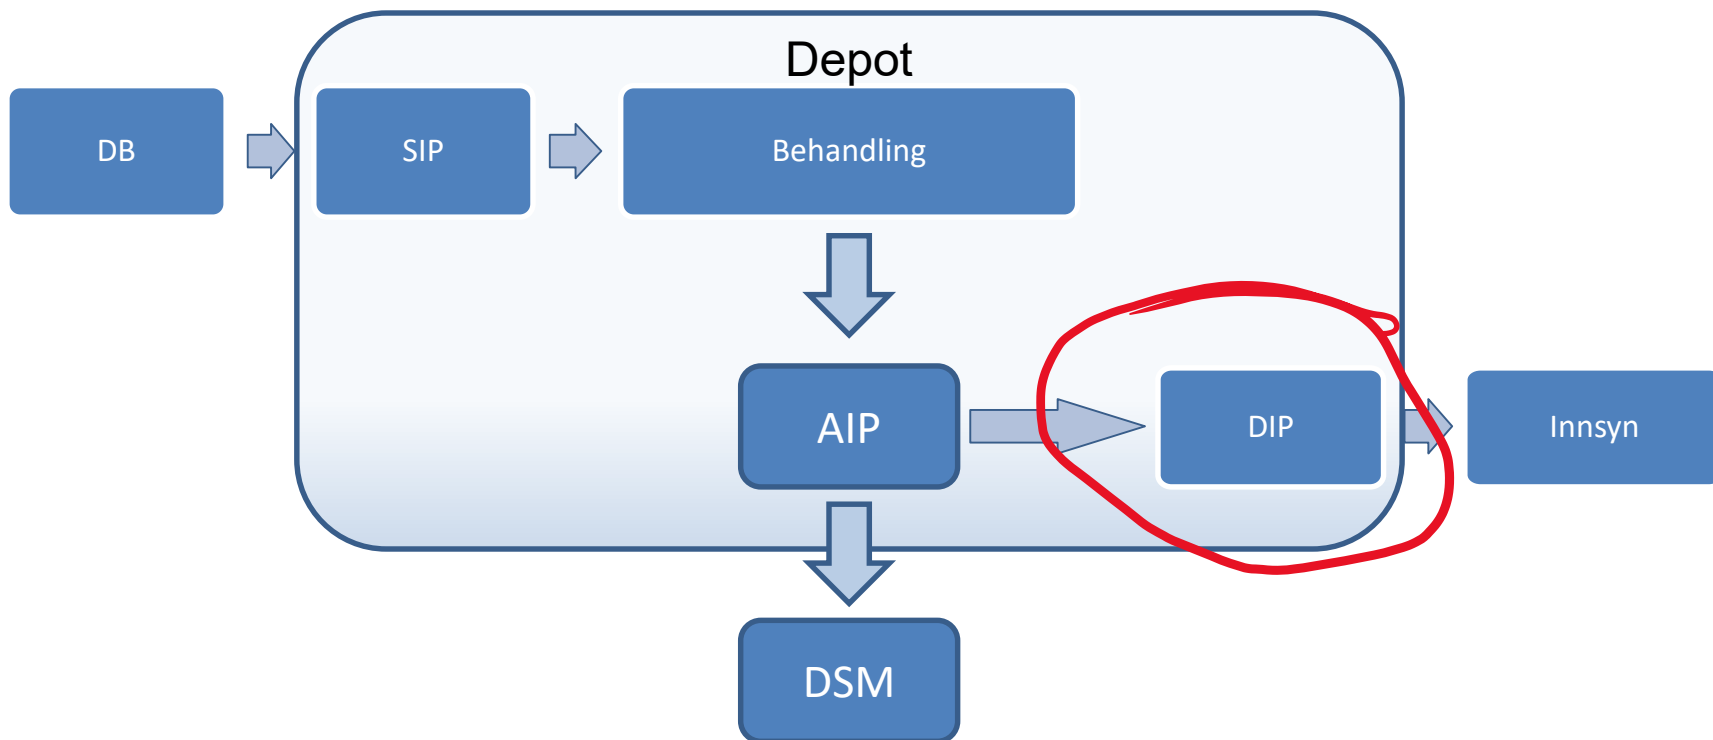 Depot
DB
SIP
Behandling
AIP
DIP
Innsyn
DSM